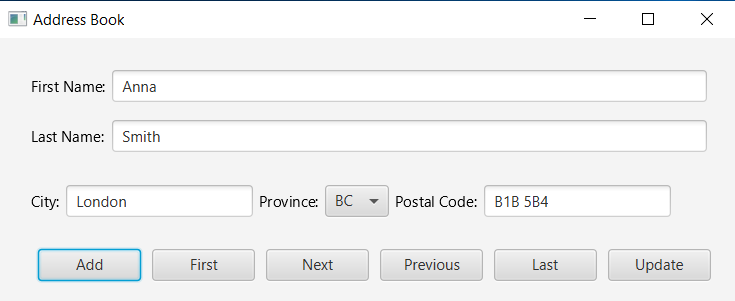 Address Book
First Name: Anna
Last Name: Smith
City: London Province: BC Postal Code: B1B 5B4
Add First Next Previous Last Update